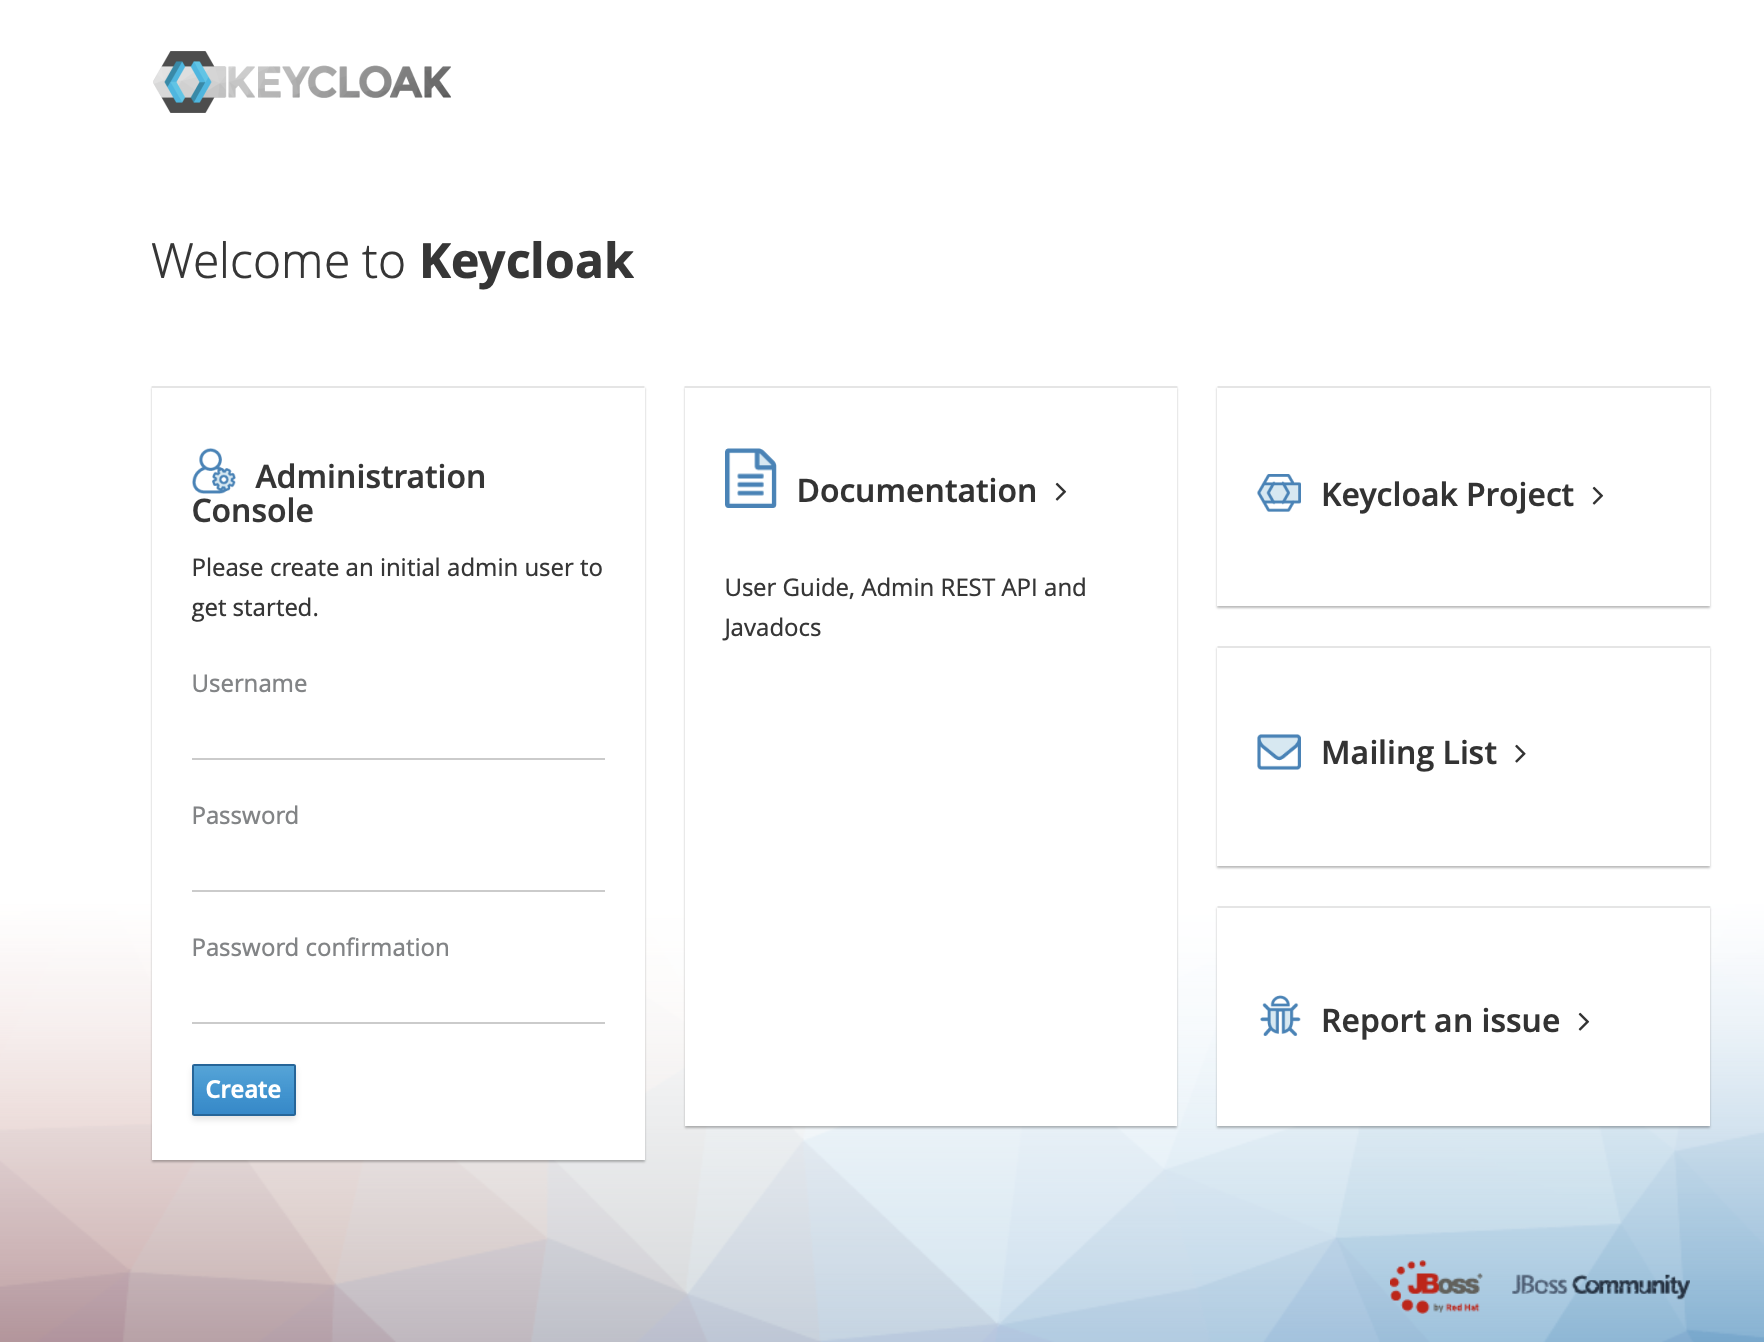 KEYCLOAK
Welcome to Keycloak
Administration
Console
Please create an initial admin user to
get started.
Username
Password
Password confirmation
Create
Documentation
User Guide, Admin REST API and
Javadocs
Keycloak Project
Mailing List
Report an issue
JBoss
by Red Hat
JBoss Community